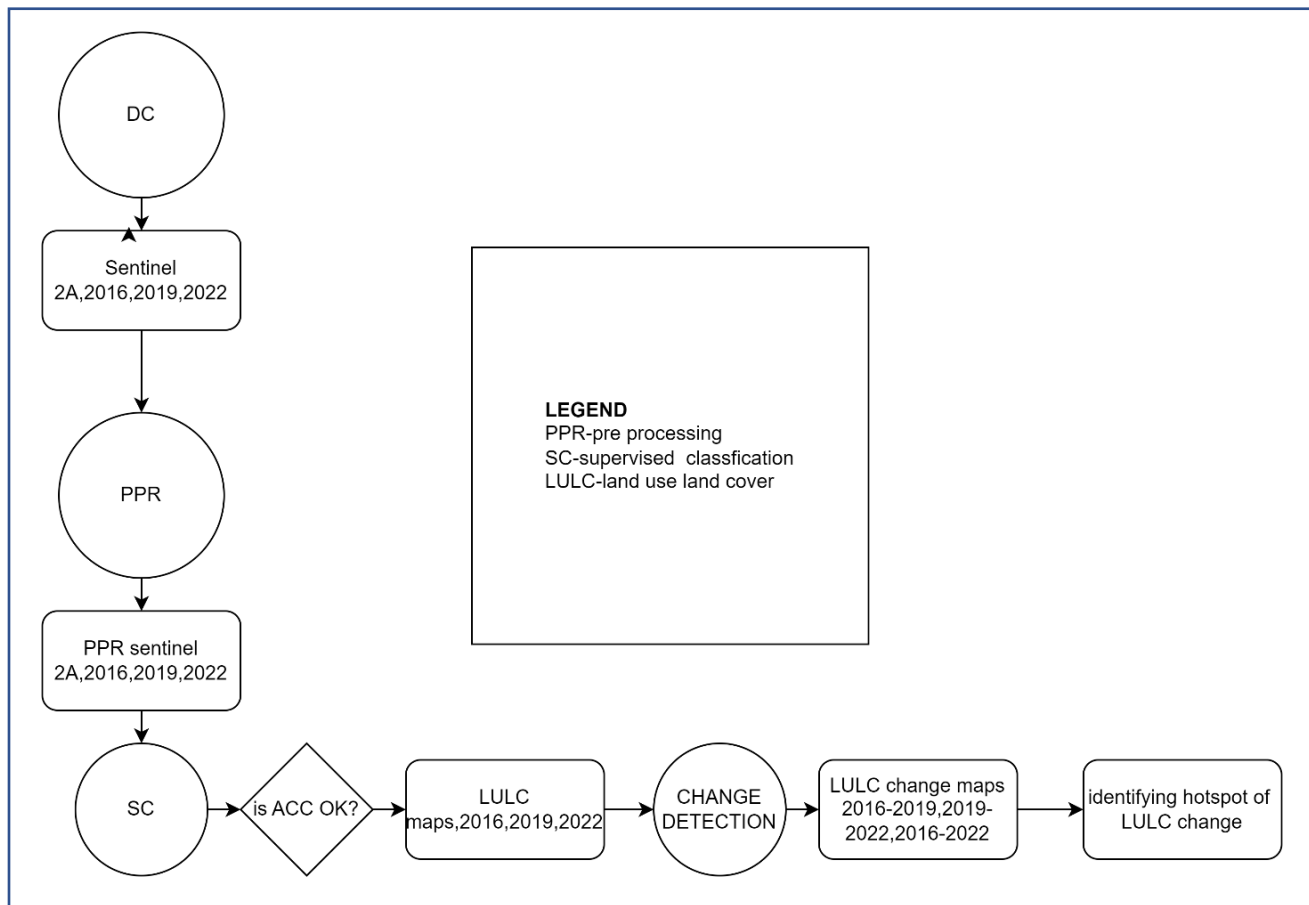 DC
Sentinel
2A,2016,2019,2022
PPR
PPR sentinel
2A,2016,2019,2022
LEGEND
PPR-pre processing
SC-supervised classfication
LULC-land use land cover
SC
is ACC OK?
LULC
maps,2016,2019,2022
CHANGE
DETECTION
LULC change maps
2016-2019,2019-
2022,2016-2022
identifying hotspot of
LULC change